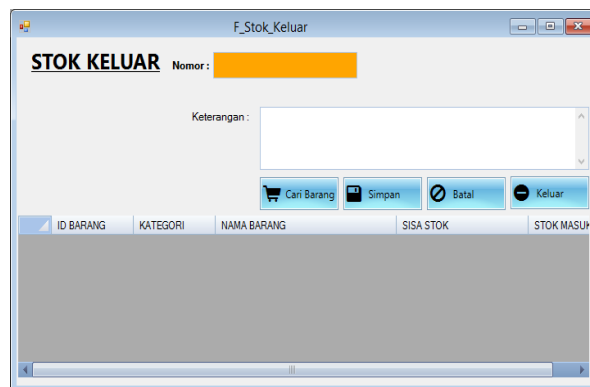 F_Stok_Keluar
STOK KELUAR Nomor :
Keterangan :
Cari Barang Simpan Batal Keluar
ID BARANG KATEGORI NAMA BARANG SISA STOK STOK MASUK